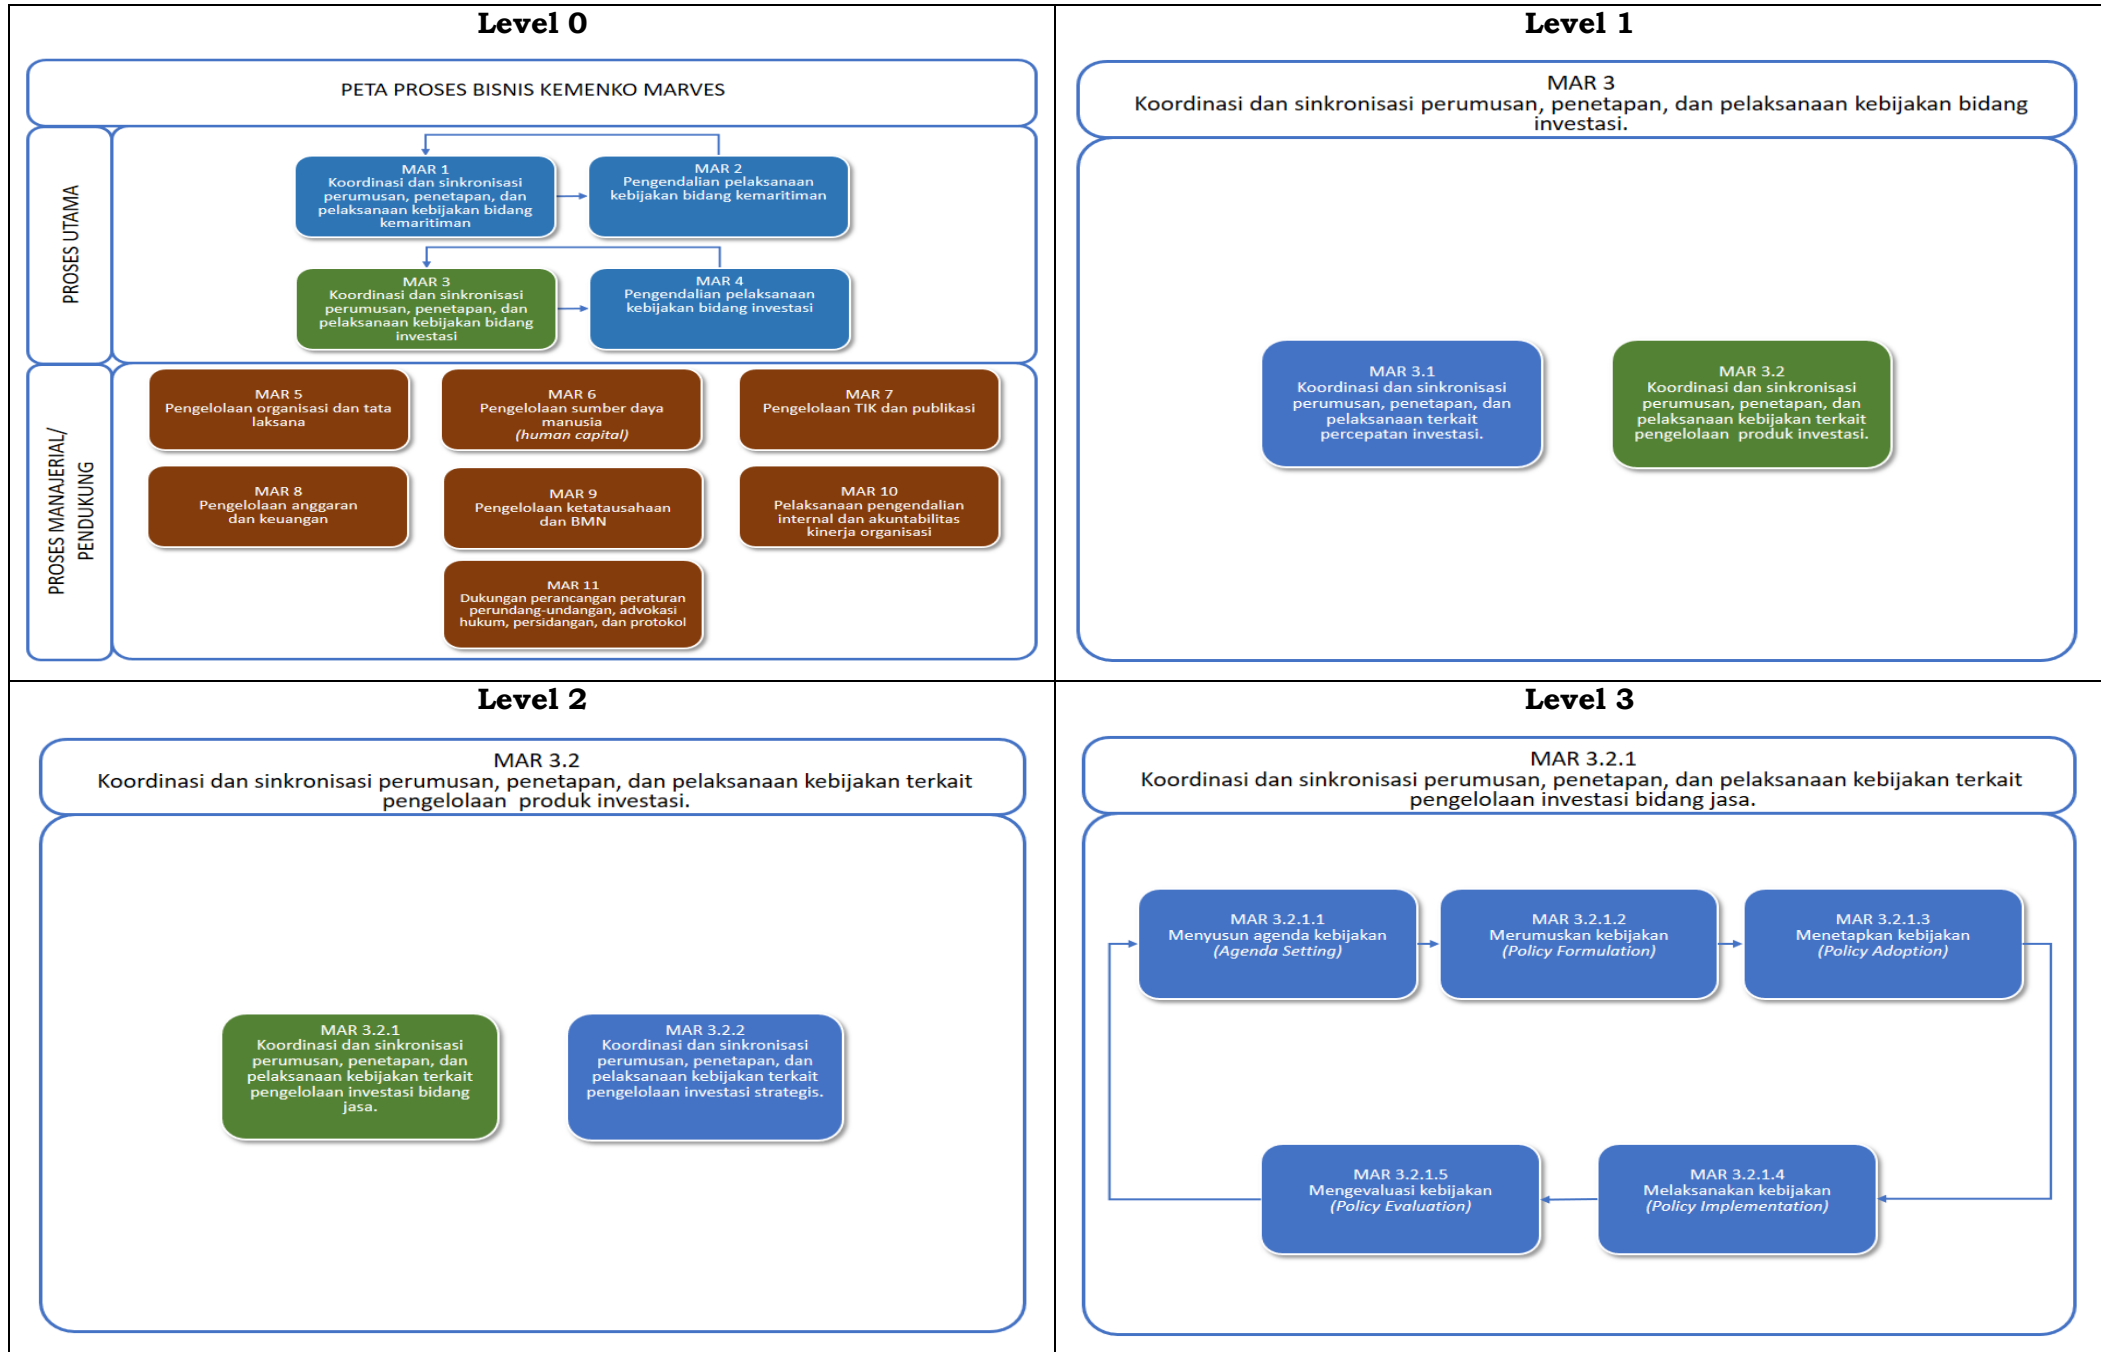 Level 0
PETA PROSES BISNIS KEMENKO MARVES
PROSES UTAMA
MAR 1
Koordinasi dan sinkronisasi
perumusan, penetapan, dan
pelaksanaan kebijakan bidang
kemaritiman
MAR 2
Pengendalian pelaksanaan
kebijakan bidang kemaritiman
MAR 3
Koordinasi dan sinkronisasi
perumusan, penetapan, dan
pelaksanaan kebijakan bidang
investasi
MAR 4
Pengendalian pelaksanaan
kebijakan bidang investasi
PROSES MANAJERIAL/
PENDUKUNG
MAR 5
Pengelolaan organisasi dan tata
laksana
MAR 6
Pengelolaan sumber daya
manusia
(human capital)
MAR 7
Pengelolaan TIK dan publikasi
MAR 8
Pengelolaan anggaran
dan keuangan
MAR 9
Pengelolaan ketatausahaan
dan BMN
MAR 10
Pelaksanaan pengendalian
internal dan akuntabilitas
kinerja organisasi
MAR 11
Dukungan perancangan peraturan
perundang-undangan, advokasi
hukum, persidangan, dan protokol
Level 1
MAR 3
Koordinasi dan sinkronisasi perumusan, penetapan, dan pelaksanaan kebijakan bidang
investasi.
MAR 3.1
Koordinasi dan sinkronisasi
perumusan, penetapan, dan
pelaksanaan terkait
percepatan investasi.
MAR 3.2
Koordinasi dan sinkronisasi
perumusan, penetapan, dan
pelaksanaan kebijakan terkait
pengelolaan produk investasi.
Level 2
MAR 3.2
Koordinasi dan sinkronisasi perumusan, penetapan, dan pelaksanaan kebijakan terkait
pengelolaan produk investasi.
MAR 3.2.1
Koordinasi dan sinkronisasi
perumusan, penetapan, dan
pelaksanaan kebijakan terkait
pengelolaan investasi bidang
jasa.
MAR 3.2.2
Koordinasi dan sinkronisasi
perumusan, penetapan, dan
pelaksanaan kebijakan terkait
pengelolaan investasi strategis.
Level 3
MAR 3.2.1
Koordinasi dan sinkronisasi perumusan, penetapan, dan pelaksanaan kebijakan terkait
pengelolaan investasi bidang jasa.
MAR 3.2.1.1
Menyusun agenda kebijakan
(Agenda Setting)
MAR 3.2.1.2
Merumuskan kebijakan
(Policy Formulation)
MAR 3.2.1.3
Menetapkan kebijakan
(Policy Adoption)
MAR 3.2.1.5
Mengevaluasi kebijakan
(Policy Evaluation)
MAR 3.2.1.4
Melaksanakan kebijakan
(Policy Implementation)